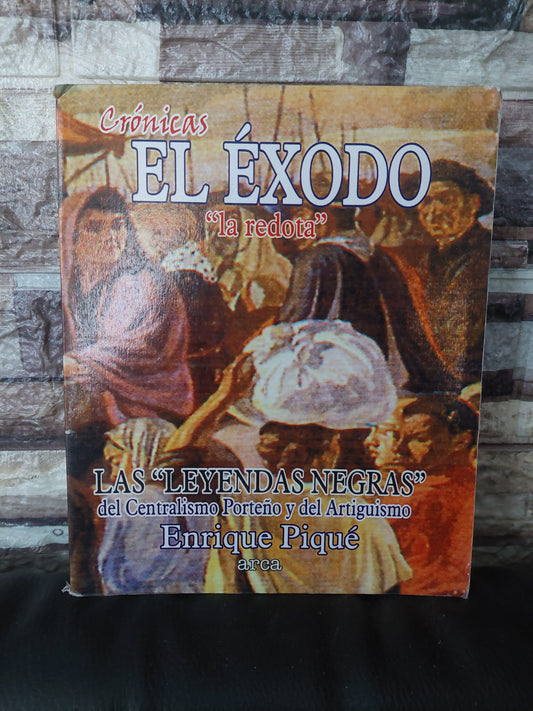 Crónicas
EL ÉXODO
"la redota"
LAS "LEYENDAS NEGRAS"
del Centralismo Porteño y del Artiguismo
Enrique Piqué
arca